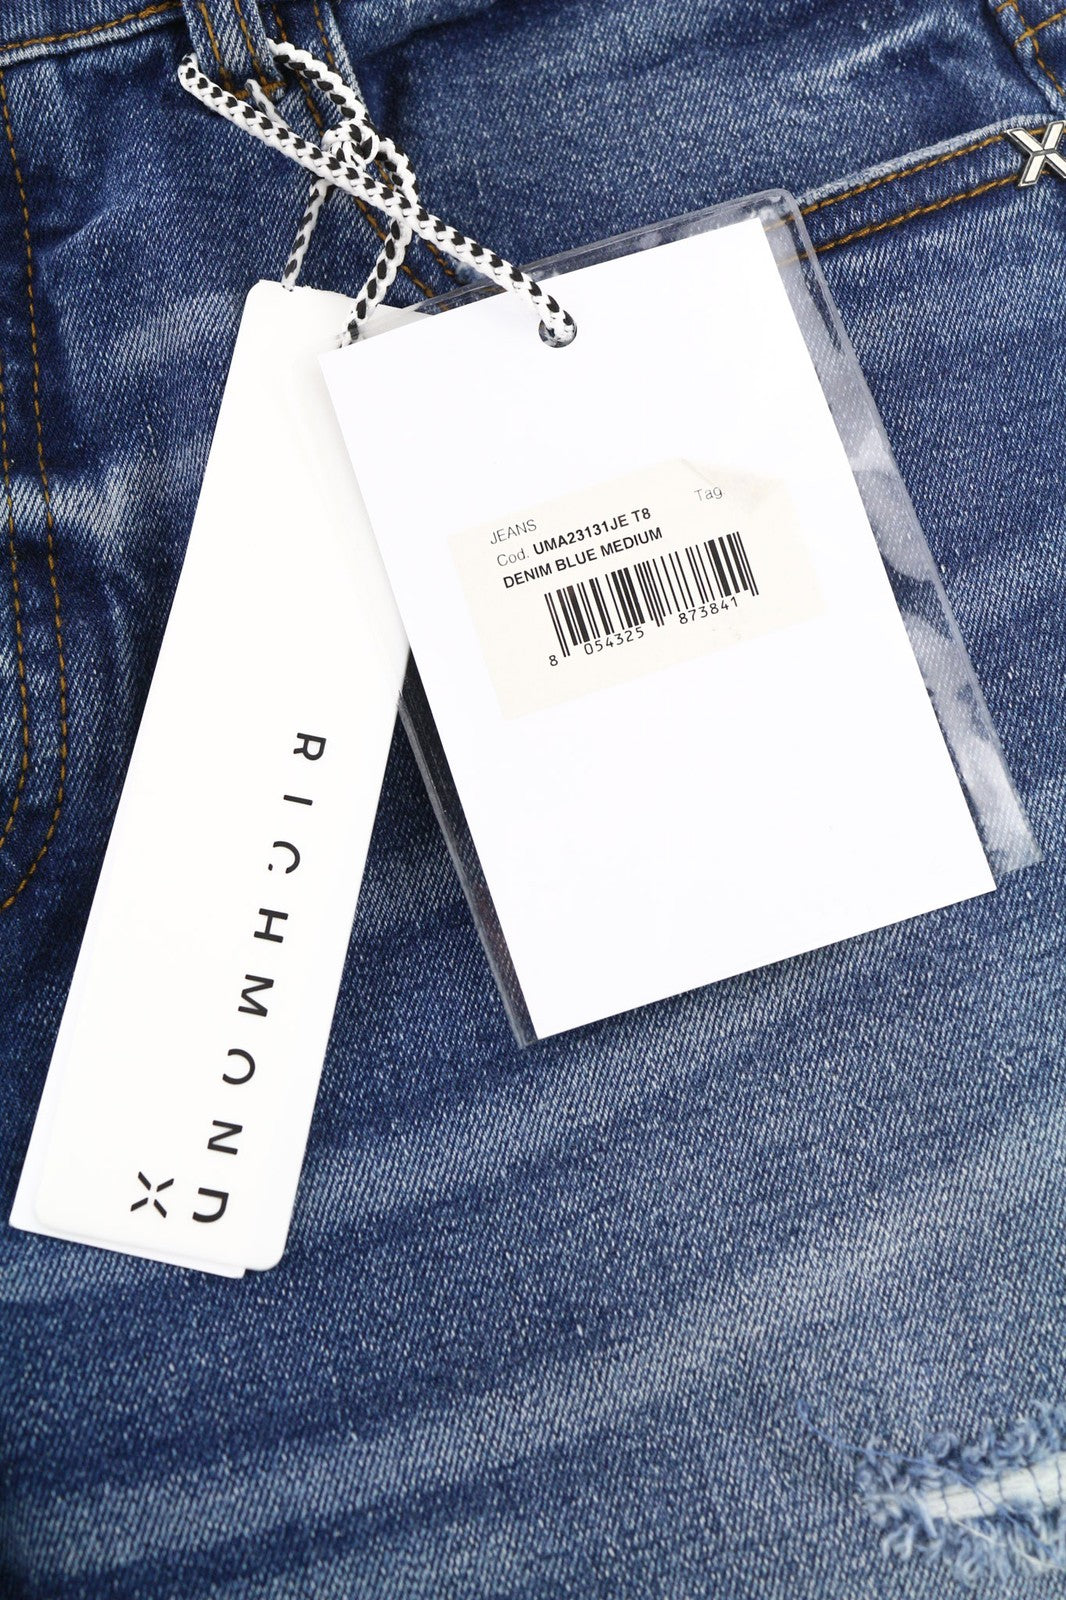 JEANS Tag
Cod. UMA23131JE T8
DENIM BLUE MEDIUM
8 054325 873841
RICHMOND
X
X